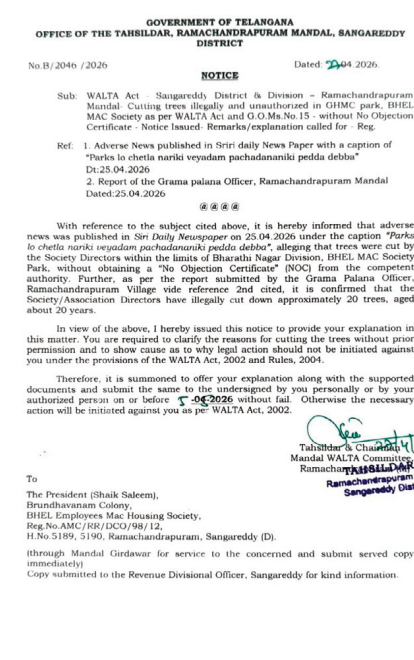 GOVERNMENT OF TELANGANA
OFFICE OF THE TAHSILDAR, RAMACHANDRAPURAM MANDAL, SANGAREDDY
DISTRICT
No.B/2046 /2026 Dated: .04.2026.
NOTICE
Sub: WALTA Act - Sangareddy District & Division – Ramachandrapuram
Mandal- Cutting trees illegally and unauthorized in GHMC park, BHEL
MAC Society as per WALTA Act and G.O.Ms.No.15 - without No Objection
Certificate - Notice Issued- Remarks/explanation called for - Reg.
Ref: 1. Adverse News published in Sriri daily News Paper with a caption of
"Parks lo chetla nariki veyadam pachadananiki pedda debba"
Dt:25.04.2026
2. Report of the Grama palana Officer, Ramachandrapuram Mandal
Dated:25.04.2026
@@@@
With reference to the subject cited above, it is hereby informed that adverse
news was published in Siri Daily Newspaper on 25.04.2026 under the caption "Parks
lo chetla nariki veyadam pachadananiki pedda debba", alleging that trees were cut by
the Society Directors within the limits of Bharathi Nagar Division, BHEL MAC Society
Park, without obtaining a "No Objection Certificate" (NOC) from the competent
authority. Further, as per the report submitted by the Grama Palana Officer,
Ramachandrapuram Village vide reference 2nd cited, it is confirmed that the
Society/Association Directors have illegally cut down approximately 20 trees, aged
about 20 years.
In view of the above, I hereby issued this notice to provide your explanation in
this matter. You are required to clarify the reasons for cutting the trees without prior
permission and to show cause as to why legal action should not be initiated against
you under the provisions of the WALTA Act, 2002 and Rules, 2004.
Therefore, it is summoned to offer your explanation along with the supported
documents and submit the same to the undersigned by you personally or by your
authorized person on or before 5 - -2026 without fail. Otherwise the necessary
action will be initiated against you as per WALTA Act, 2002.
Tahsildar & Chairman
Mandal WALTA Committee,
TAHSILDAR
Ramachandrapuram
Sangareddy Dist
To
The President (Shaik Saleem),
Brundhavanam Colony,
BHEL Employees Mac Housing Society,
Reg.No.AMC/RR/DCO/98/12,
H.No.5189, 5190, Ramachandrapuram, Sangareddy (D).
(through Mandal Girdawar for service to the concerned and submit served copy
immediately)
Copy submitted to the Revenue Divisional Officer, Sangareddy for kind information.